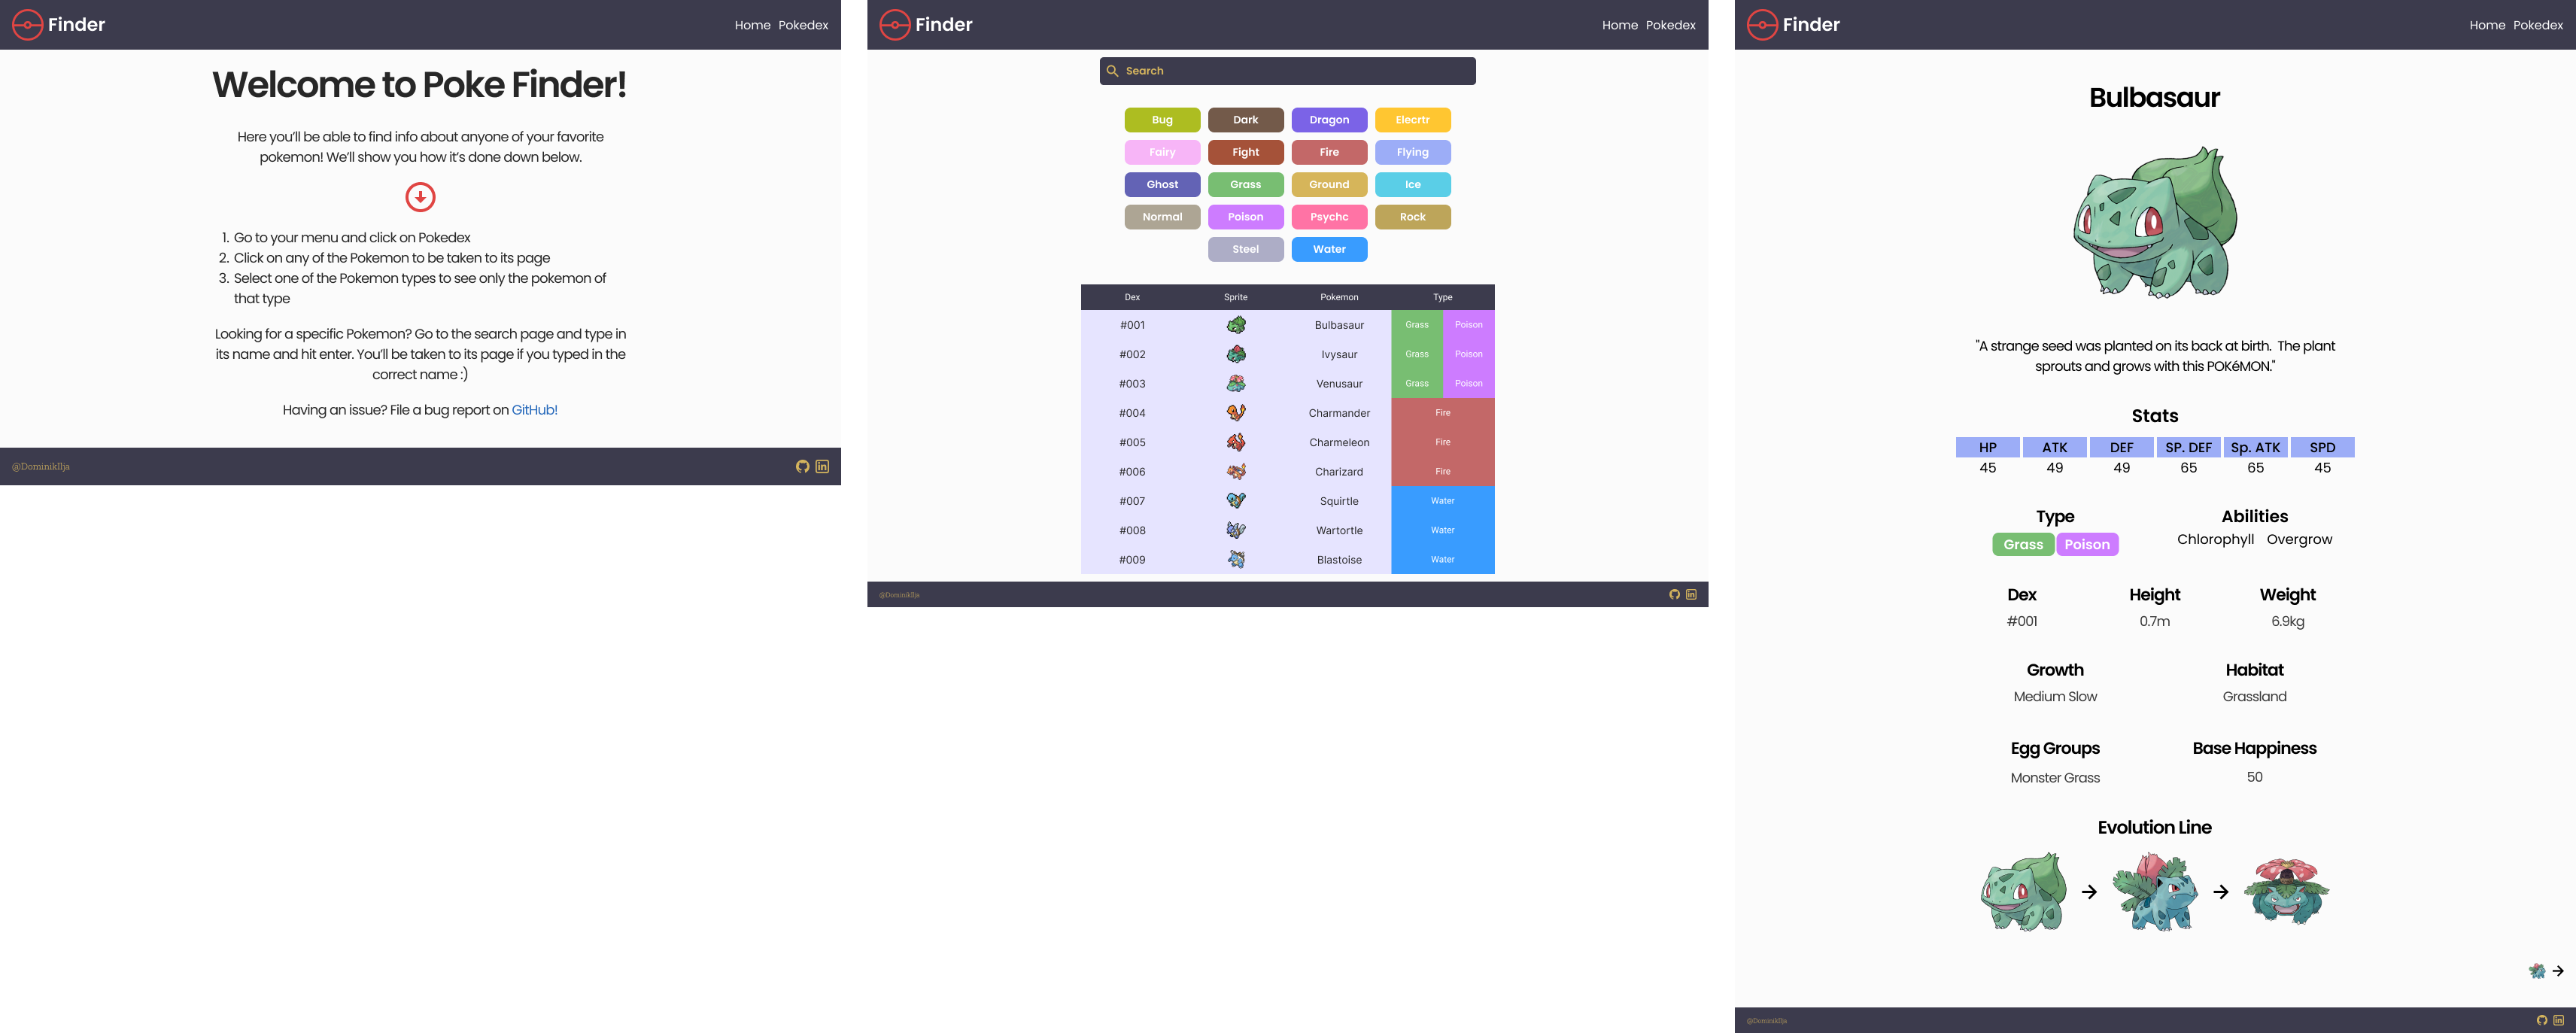 Finder
Home Pokedex
Welcome to Poke Finder!
Here you'll be able to find info about anyone of your favorite
pokemon! We'll show you how it's done down below.
1. Go to your menu and click on Pokedex
2. Click on any of the Pokemon to be taken to its page
3. Select one of the Pokemon types to see only the pokemon of
that type
Looking for a specific Pokemon? Go to the search page and type in
its name and hit enter. You'll be taken to its page if you typed in the
correct name :)
Having an issue? File a bug report on GitHub!
@DominikIlja
Finder
Home Pokedex
Search
Bug Dark Dragon Elecrtr
Fairy Fight Fire Flying
Ghost Grass Ground Ice
Normal Poison Psychc Rock
Steel Water
Dex Sprite Pokemon Type
#001 Bulbasaur Grass Poison
#002 Ivysaur Grass Poison
#003 Venusaur Grass Poison
#004 Charmander Fire
#005 Charmeleon Fire
#006 Charizard Fire
#007 Squirtle Water
#008 Wartortle Water
#009 Blastoise Water
@DominikIlja
Finder
Home Pokedex
Bulbasaur
"A strange seed was planted on its back at birth. The plant
sprouts and grows with this POKéMON."
Stats
HP ATK DEF SP. DEF Sp. ATK SPD
45 49 49 65 65 45
Type Abilities
Grass Poison Chlorophyll Overgrow
Dex Height Weight
#001 0.7m 6.9kg
Growth Habitat
Medium Slow Grassland
Egg Groups Base Happiness
Monster Grass 50
Evolution Line
@DominikIlja